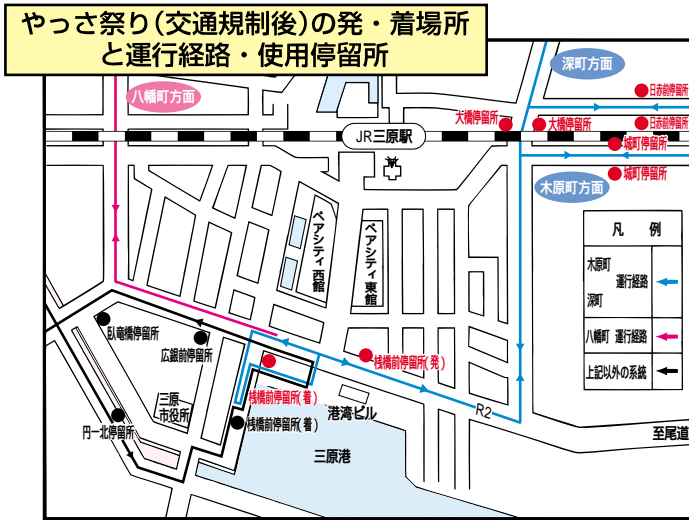 やっさ祭り(交通規制後)の発・着場所
と運行経路・使用停留所
深町方面
八幡町方面
日赤前停留所
大橋停留所
大橋停留所
日赤前停留所
JR三原駅
城町停留所
城町停留所
木原町方面
ペアシティ西館
ペアシティ東館
凡 例
木原町
運行経路
深町
八幡町 運行経路
上記以外の系統
臥竜橋停留所
広銀前停留所
桟橋前停留所(発)
桟橋前停留所(着)
三原
市役所
港湾ビル
R2
円一北停留所
桟橋前停留所(着)
至尾道
三原港